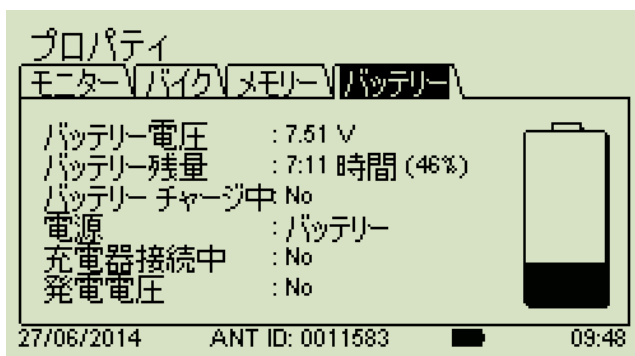 プロパティ
モニター バイク メモリー バッテリー
バッテリー電圧 : 7.51 V
バッテリー残量 : 7:11 時間 (46%)
バッテリー チャージ中: No
電源 : バッテリー
充電器接続中 : No
発電電圧 : No
27/06/2014 ANT ID: 0011583 09:48